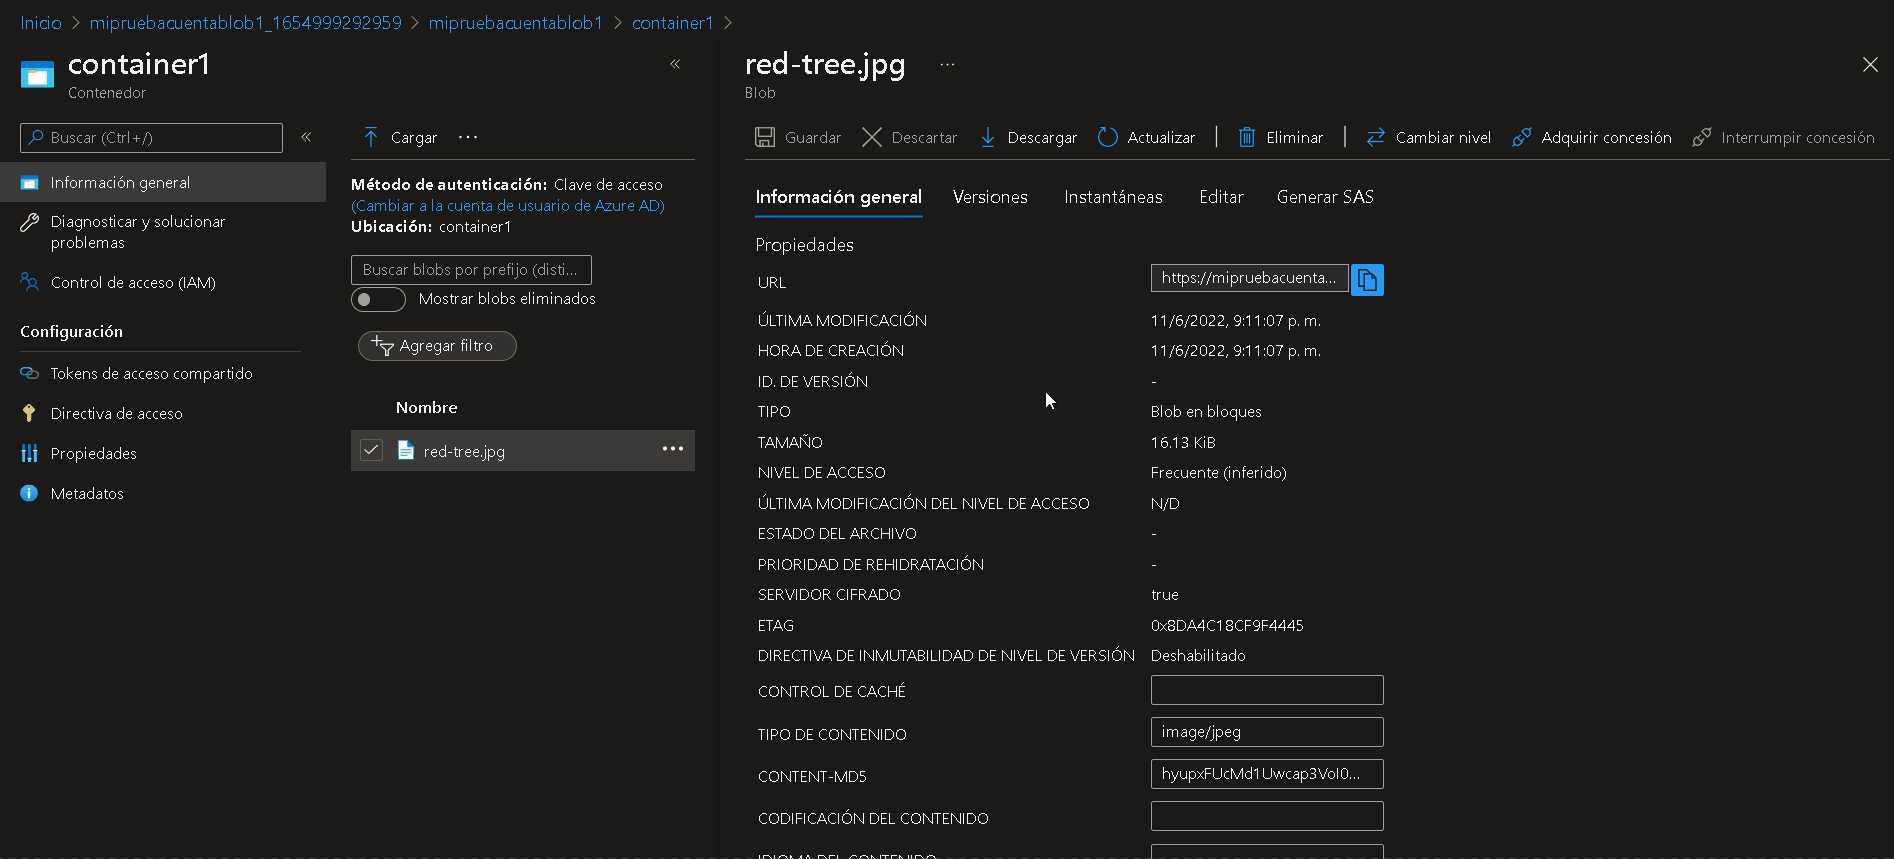 Inicio > mipruebacuentablob1_1654999292959 > mipruebacuentablob1 > container1 >
container1
Contenedor
Buscar (Ctrl+/)
Información general
Diagnosticar y solucionar
problemas
Control de acceso (IAM)
Configuración
Tokens de acceso compartido
Directiva de acceso
Propiedades
Metadatos
Cargar ···
Método de autenticación: Clave de acceso
(Cambiar a la cuenta de usuario de Azure AD)
Ubicación: container1
Buscar blobs por prefijo (disti...
Mostrar blobs eliminados
Agregar filtro
Nombre
red-tree.jpg ···
red-tree.jpg ···
Blob
Guardar Descartar Descargar Actualizar | Eliminar | Cambiar nivel Adquirir concesión Interrumpir concesión
Información general Versiones Instantáneas Editar Generar SAS
Propiedades
URL https://mipruebacuenta...
ÚLTIMA MODIFICACIÓN 11/6/2022, 9:11:07 p. m.
HORA DE CREACIÓN 11/6/2022, 9:11:07 p. m.
ID. DE VERSIÓN -
TIPO Blob en bloques
TAMAÑO 16.13 KiB
NIVEL DE ACCESO Frecuente (inferido)
ÚLTIMA MODIFICACIÓN DEL NIVEL DE ACCESO N/D
ESTADO DEL ARCHIVO -
PRIORIDAD DE REHIDRATACIÓN -
SERVIDOR CIFRADO true
ETAG 0x8DA4C18CF9F4445
DIRECTIVA DE INMUTABILIDAD DE NIVEL DE VERSIÓN Deshabilitado
CONTROL DE CACHÉ
TIPO DE CONTENIDO image/jpeg
CONTENT-MD5 hyupxFUcMd1Uwcap3VoI0...
CODIFICACIÓN DEL CONTENIDO
IDIOMA DEL CONTENIDO